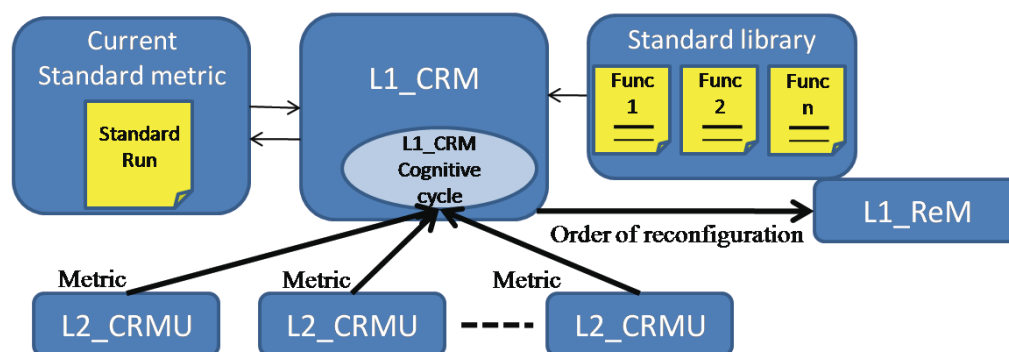 Current
Standard metric
Standard
Run
L1_CRM
L1_CRM
Cognitive
cycle
Standard library
Func
1
Func
2
Func
n
L1_ReM
Order of reconfiguration
Metric
Metric
Metric
L2_CRMU
L2_CRMU
L2_CRMU